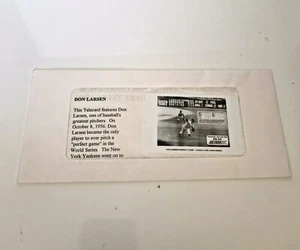 DON LARSEN
This Telecard features Don
Larsen, one of baseball's
greatest pitchers On
October 8, 1956, Don
Larsen became the only
player to ever pitch a
"perfect game" in the
World Series The New
York Yankees went on to